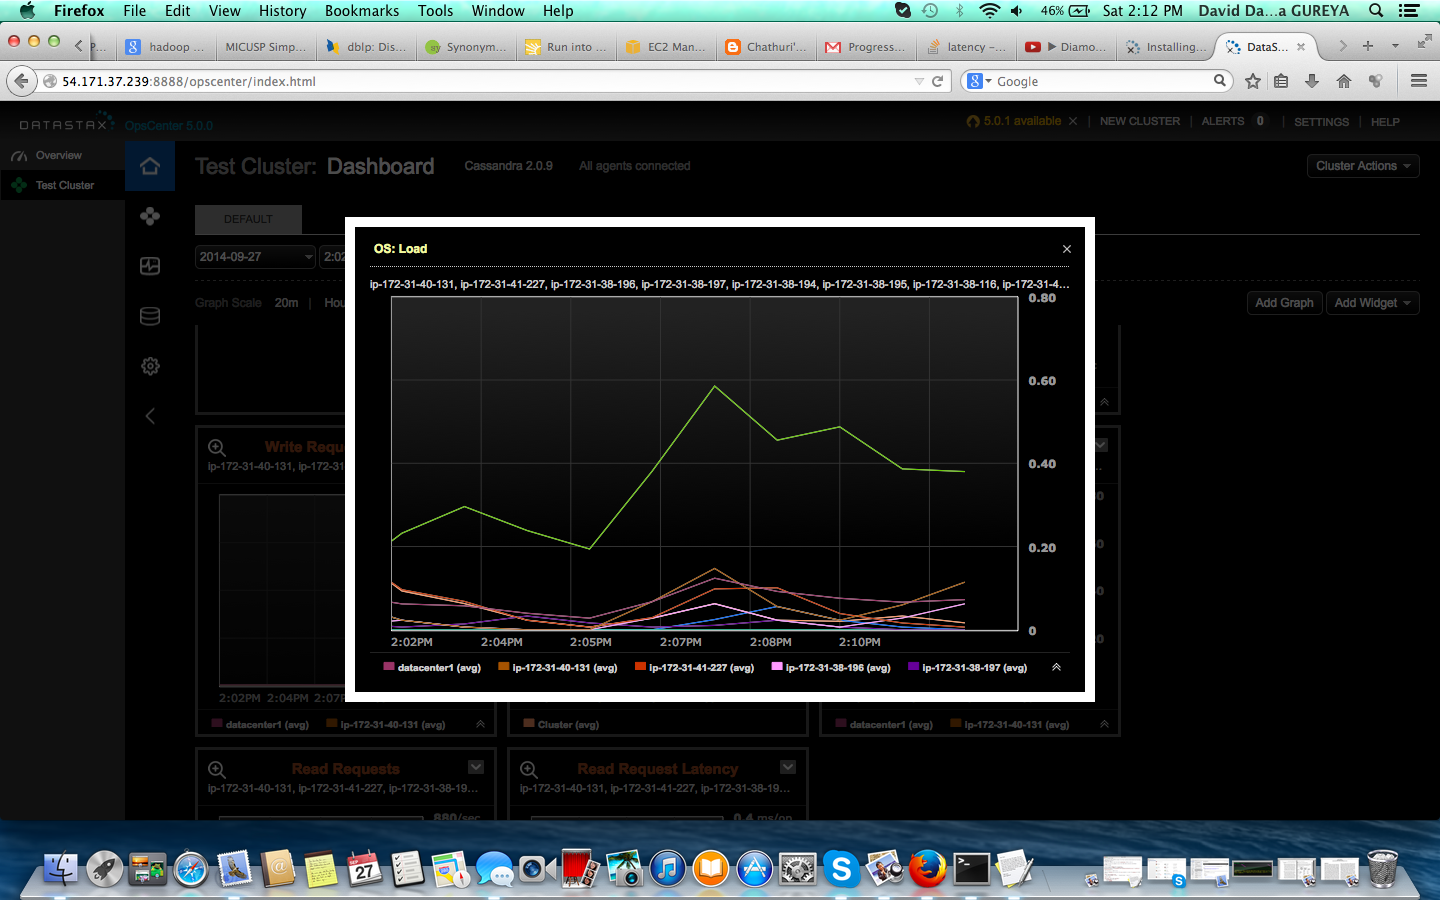 Firefox File Edit View History Bookmarks Tools Window Help 46% Sat 2:12 PM David Da...a GUREYA
P... hadoop ... MICUSP Simp... dblp: Dis... Synonym... Run into ... EC2 Man... Chathuri'... Progress... latency –... ▶ Diamo... Installing... DataS...
54.171.37.239:8888/opscenter/index.html Google
DATASTAX OpsCenter 5.0.0 5.0.1 available × NEW CLUSTER | ALERTS 0 | SETTINGS | HELP
Overview
Test Cluster
Test Cluster: Dashboard Cassandra 2.0.9 All agents connected Cluster Actions
DEFAULT
2014-09-27 2:02
Graph Scale 20m | Hou Add Graph Add Widget
OS: Load ×
ip-172-31-40-131, ip-172-31-41-227, ip-172-31-38-196, ip-172-31-38-197, ip-172-31-38-194, ip-172-31-38-195, ip-172-31-38-116, ip-172-31-4...
0.80
0.60
0.40
0.20
0
2:02PM 2:04PM 2:05PM 2:07PM 2:08PM 2:10PM
datacenter1 (avg) ip-172-31-40-131 (avg) ip-172-31-41-227 (avg) ip-172-31-38-196 (avg) ip-172-31-38-197 (avg)
Write Requ
ip-172-31-40-131, ip-172-31
2:02PM 2:04PM 2:07P
datacenter1 (avg) ip-172-31-40-131 (avg)
Cluster (avg)
datacenter1 (avg) ip-172-31-40-131 (avg)
Read Requests
ip-172-31-40-131, ip-172-31-41-227, ip-172-31-38-19...
880/sec
Read Request Latency
ip-172-31-40-131, ip-172-31-41-227, ip-172-31-38-19...
0.4 ms/op
SEP
27